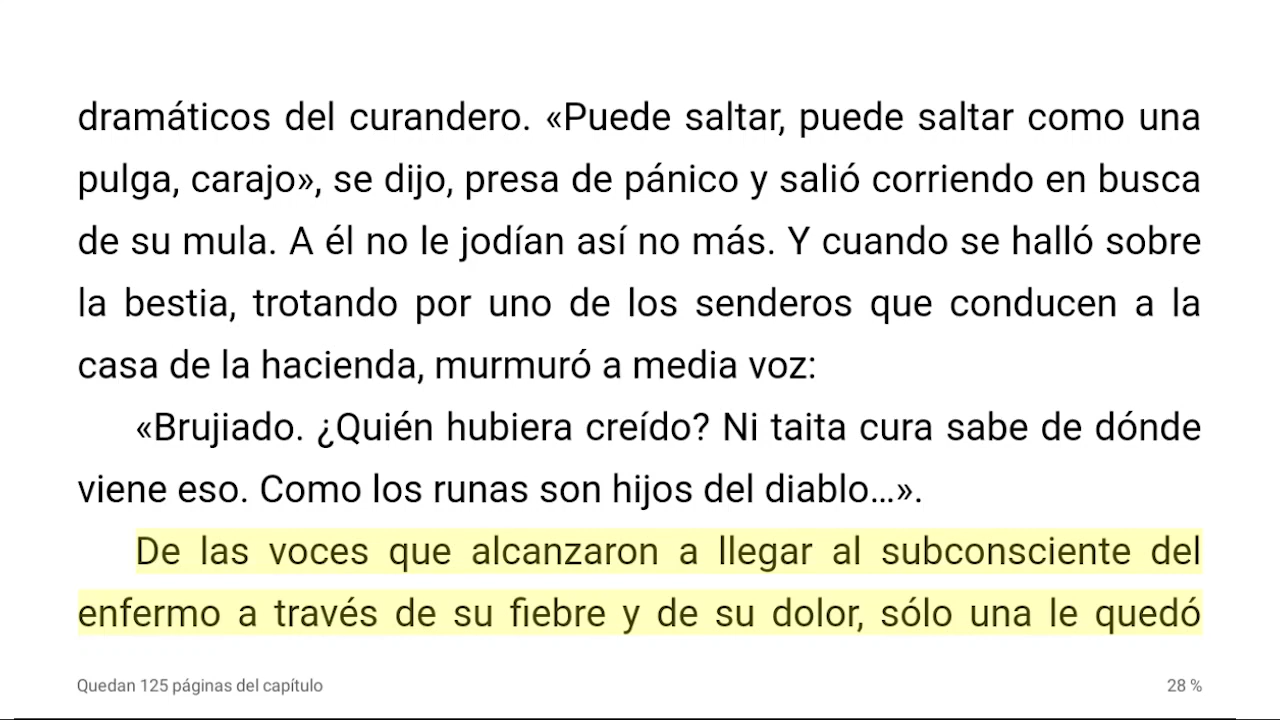 dramáticos del curandero. «Puede saltar, puede saltar como una
pulga, carajo», se dijo, presa de pánico y salió corriendo en busca
de su mula. A él no le jodían así no más. Y cuando se halló sobre
la bestia, trotando por uno de los senderos que conducen a la
casa de la hacienda, murmuró a media voz:
«Brujiado. ¿Quién hubiera creído? Ni taita cura sabe de dónde
viene eso. Como los runas son hijos del diablo…».
De las voces que alcanzaron a llegar al subconsciente del
enfermo a través de su fiebre y de su dolor, sólo una le quedó
Quedan 125 páginas del capítulo
28 %